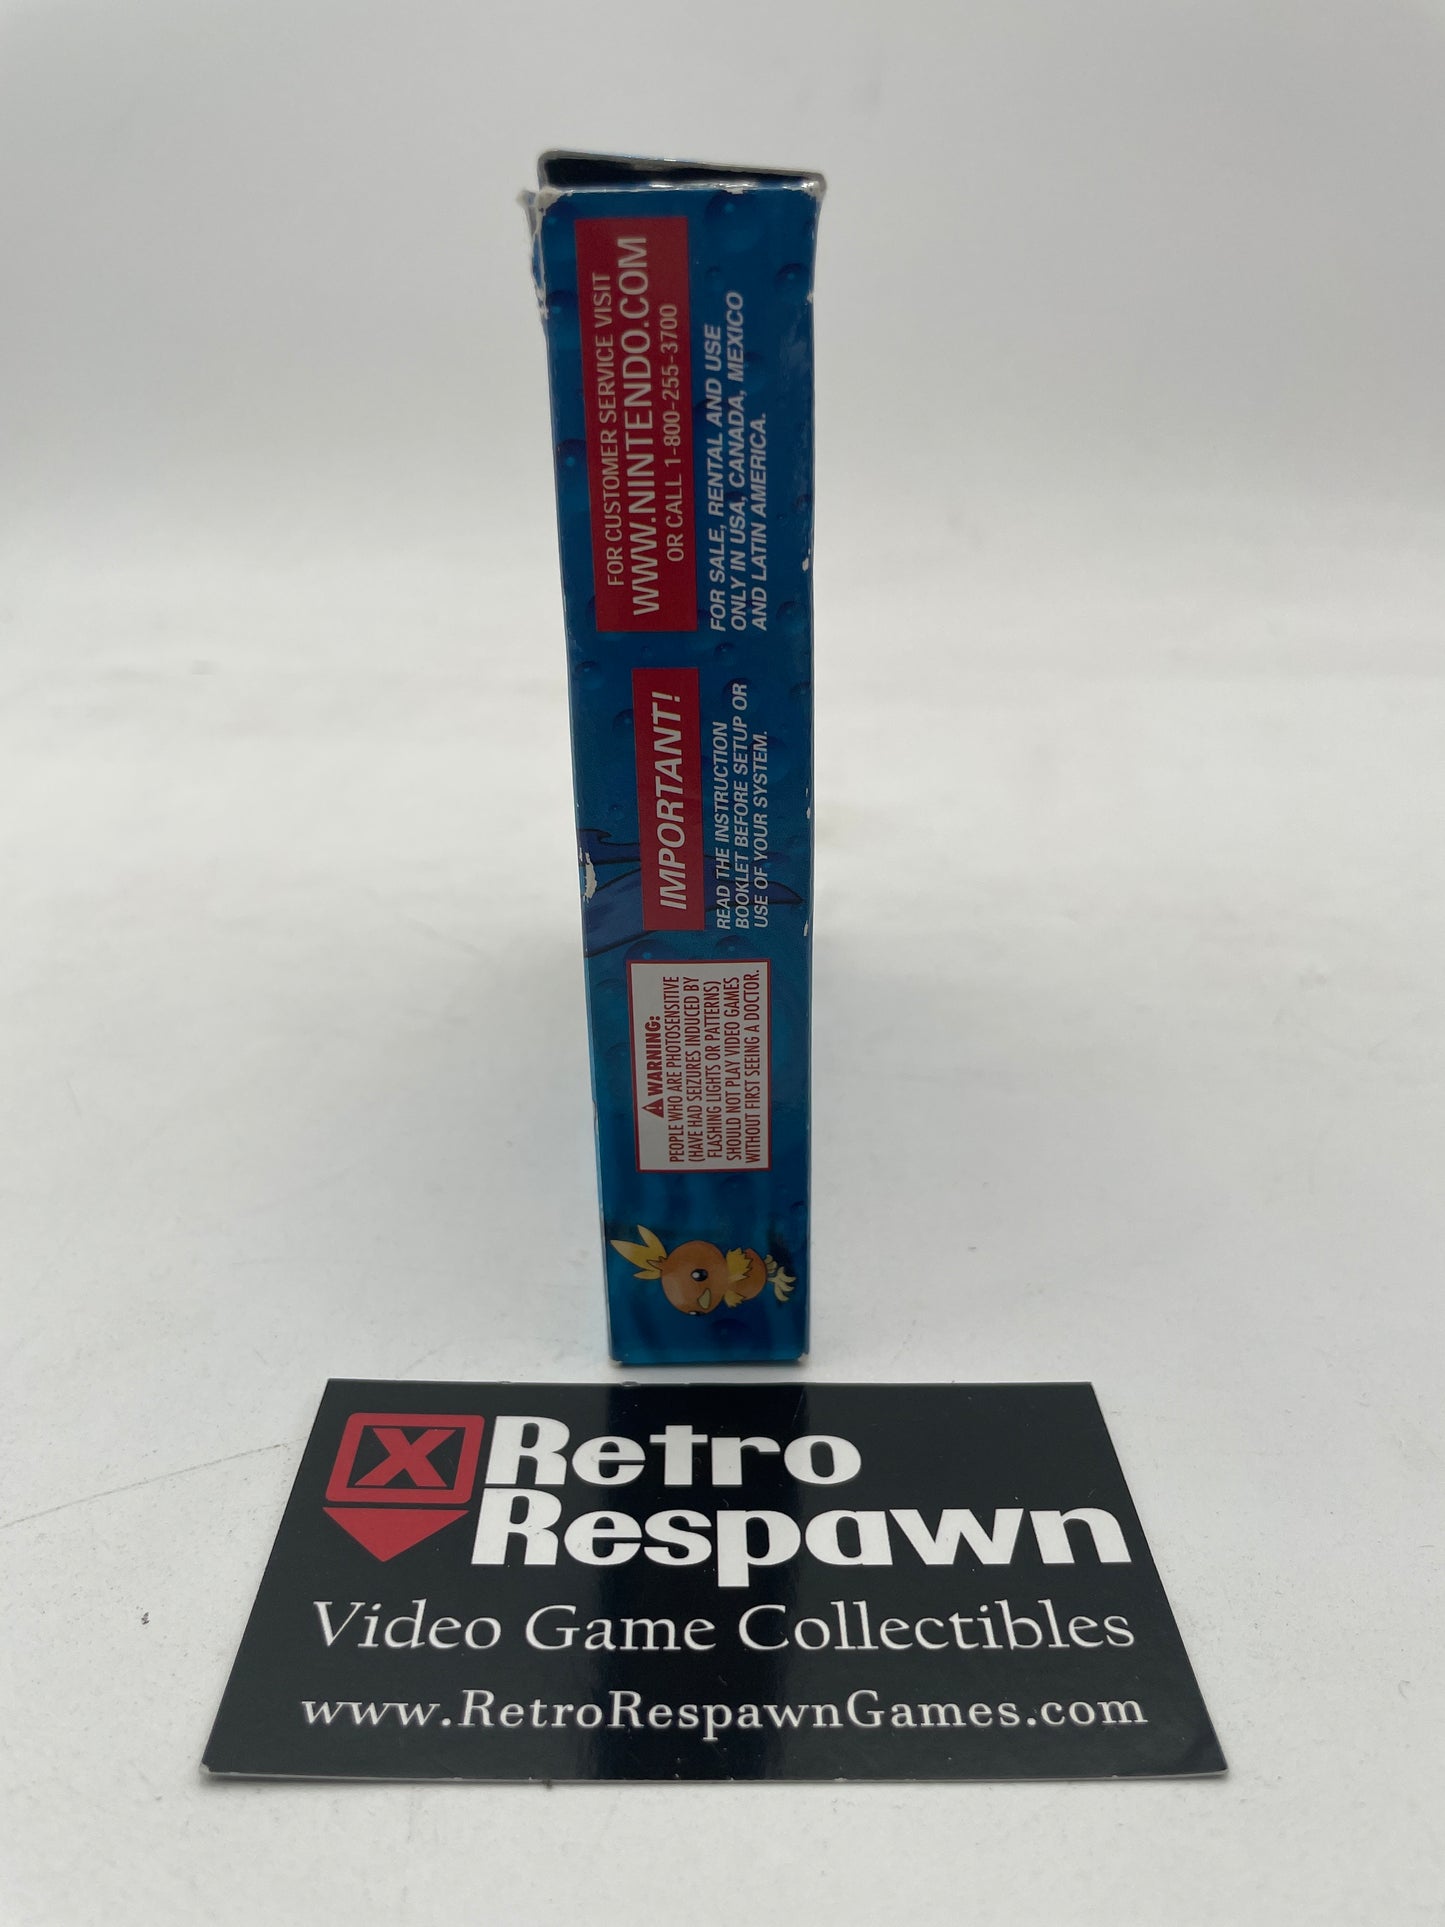 FOR CUSTOMER SERVICE VISIT
WWW.NINTENDO.COM
OR CALL 1-800-255-3700
FOR SALE, RENTAL AND USE
ONLY IN USA, CANADA, MEXICO
AND LATIN AMERICA.
IMPORTANT!
READ THE INSTRUCTION
BOOKLET BEFORE SETUP OR
USE OF YOUR SYSTEM.
WARNING:
PEOPLE WHO ARE PHOTOSENSITIVE
(HAVE HAD SEIZURES INDUCED BY
FLASHING LIGHTS OR PATTERNS)
SHOULD NOT PLAY VIDEO GAMES
WITHOUT FIRST SEEING A DOCTOR.
X Retro
Respawn
Video Game Collectibles
www.RetroRespawnGames.com